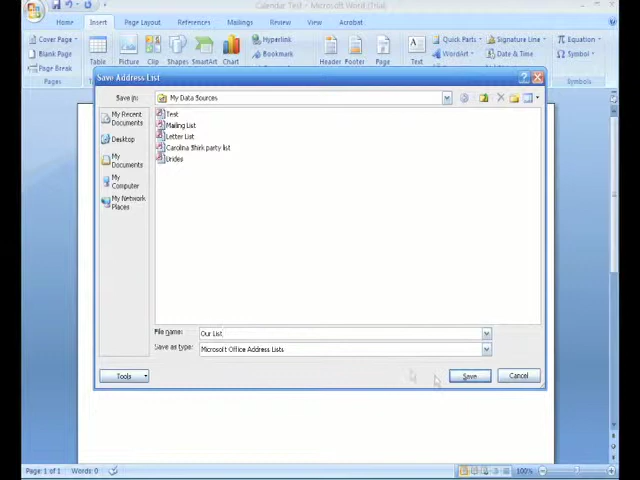 Calendar Test - Microsoft Word (Trial)
Home Insert Page Layout References Mailings Review View Acrobat
Cover Page
Blank Page
Page Break
Pages
Table
Picture Clip Shapes SmartArt Chart
Hyperlink
Bookmark
Header Footer Page
Text
Quick Parts
WordArt
Signature Line
Date & Time
Equation
Symbol
Symbols
Save Address List
Save in: My Data Sources
My Recent
Documents
Desktop
My
Documents
My
Computer
My Network
Places
Test
Mailing List
Letter List
Carolina Shirk party list
File name: Our List
Save as type: Microsoft Office Address Lists
Tools
Save
Cancel
Page: 1 of 1 Words: 0
100%